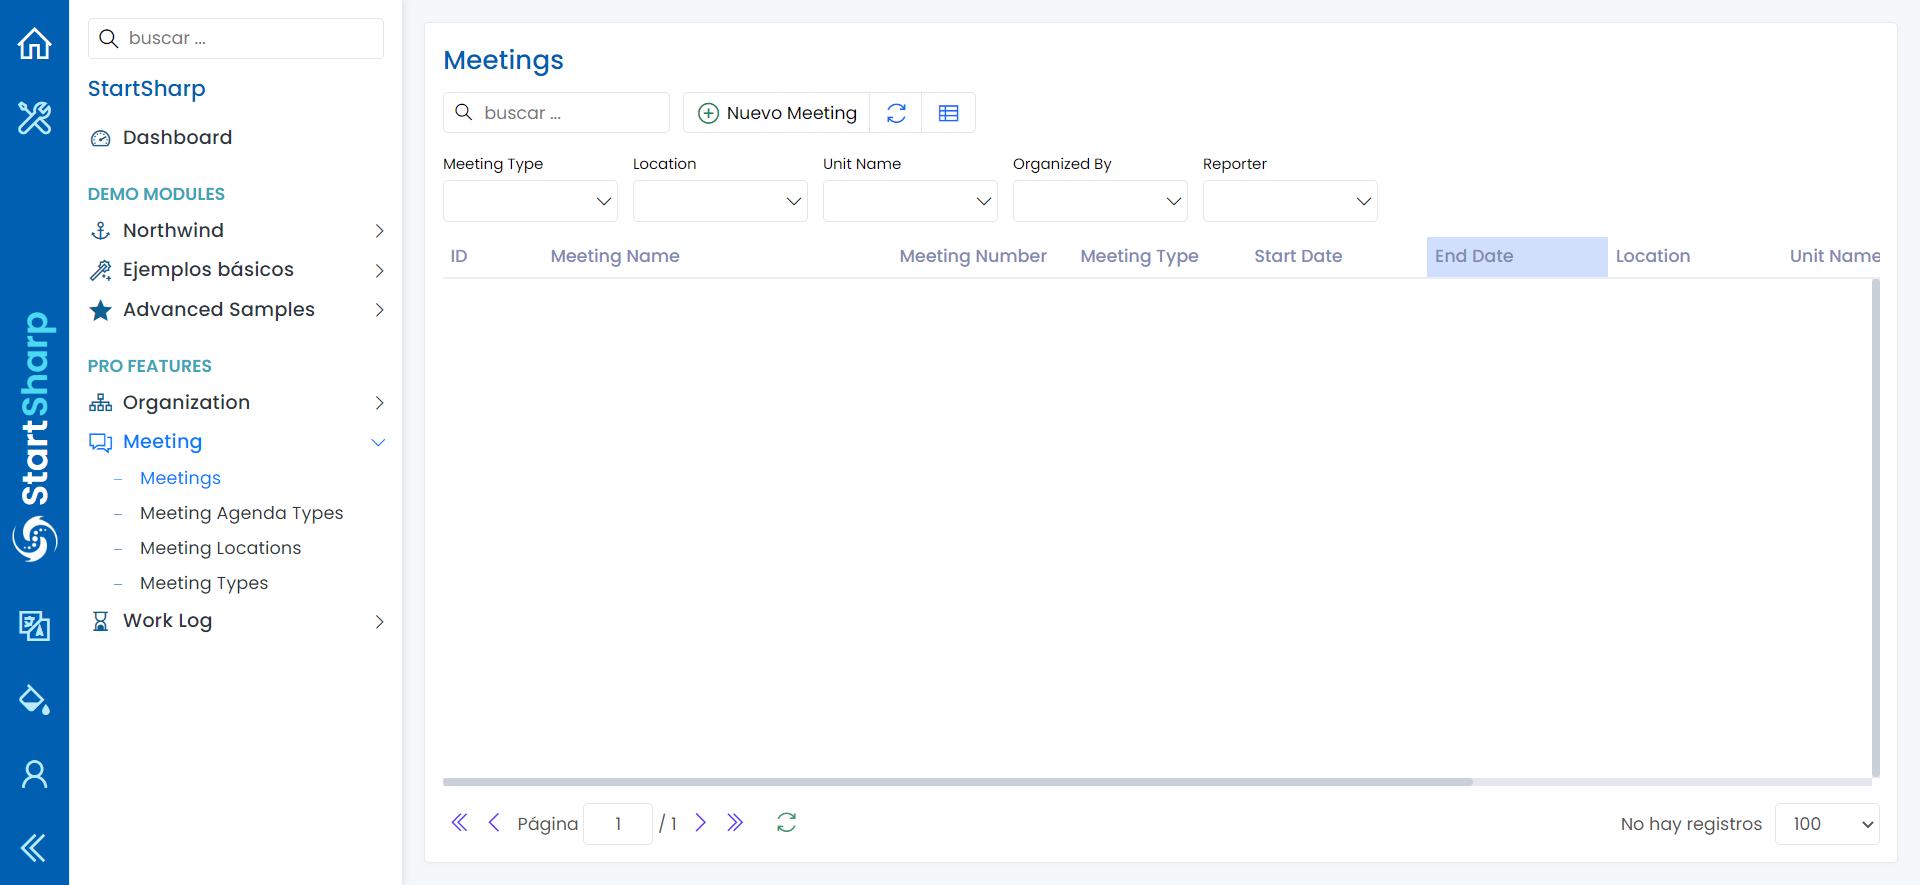 StartSharp
buscar ...
StartSharp
Dashboard
DEMO MODULES
Northwind
Ejemplos básicos
Advanced Samples
PRO FEATURES
Organization
Meeting
Meetings
Meeting Agenda Types
Meeting Locations
Meeting Types
Work Log
Meetings
buscar ...
Nuevo Meeting
Meeting Type Location Unit Name Organized By Reporter
ID Meeting Name Meeting Number Meeting Type Start Date End Date Location Unit Name
Página 1 / 1 No hay registros 100